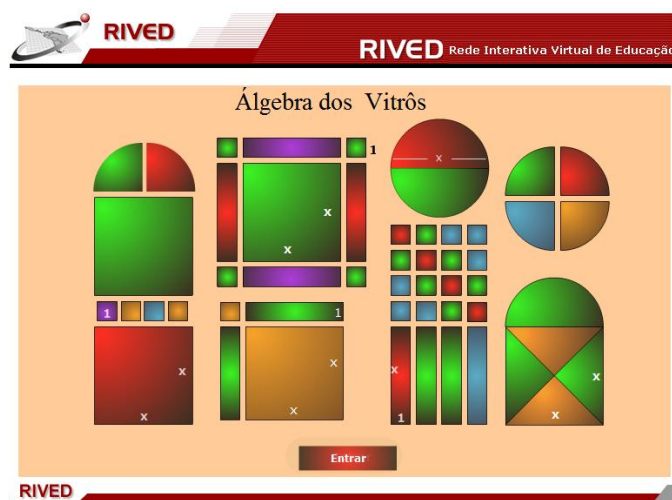 RIVED
RIVED Rede Interativa Virtual de Educação
Álgebra dos Vitrôs
1
x
x
x
x
x
1
x
x
1
x
x
x
1
x
x
Entrar
RIVED